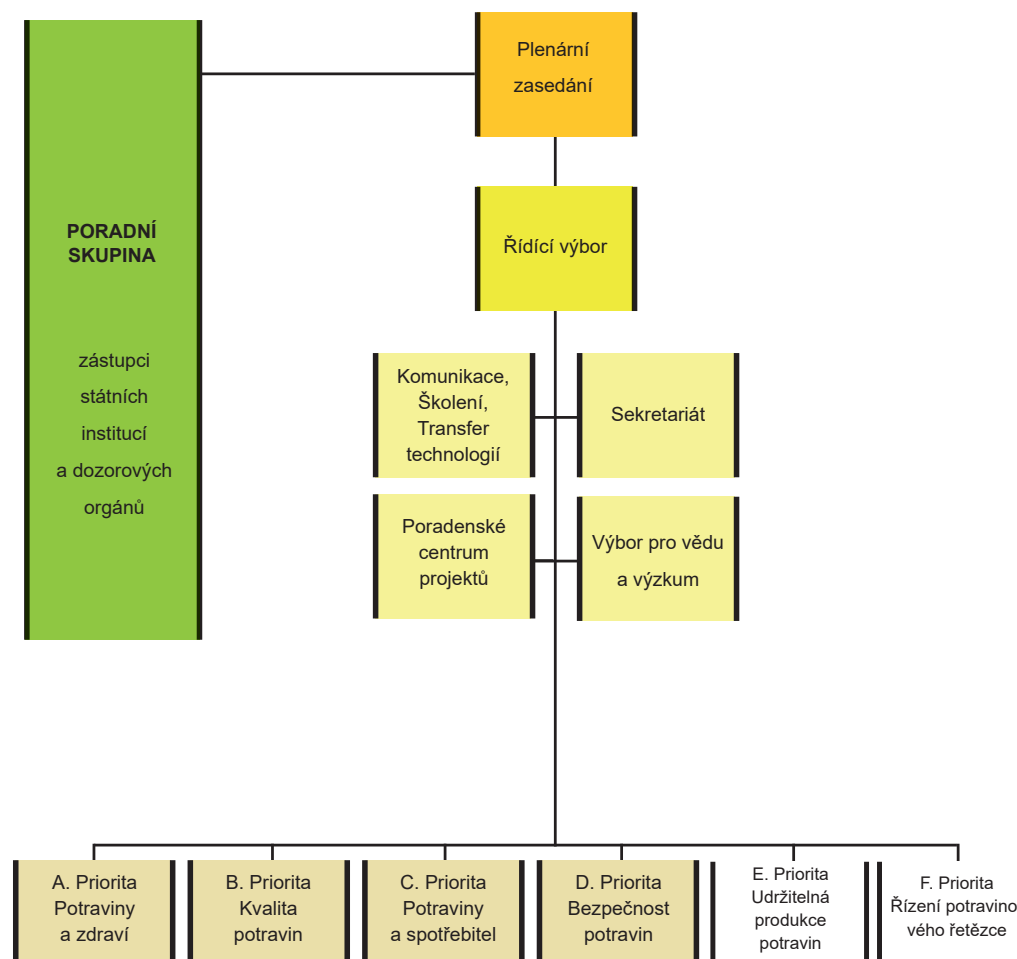 Plenární
zasedání
PORADNÍ
SKUPINA
zástupci
státních
institucí
a dozorových
orgánů
Řídící výbor
Komunikace,
Školení,
Transfer
technologií
Sekretariát
Poradenské
centrum
projektů
Výbor pro vědu
a výzkum
A. Priorita
Potraviny
a zdraví
B. Priorita
Kvalita
potravin
C. Priorita
Potraviny
a spotřebitel
D. Priorita
Bezpečnost
potravin
E. Priorita
Udržitelná
produkce
potravin
F. Priorita
Řízení potravino
vého řetězce